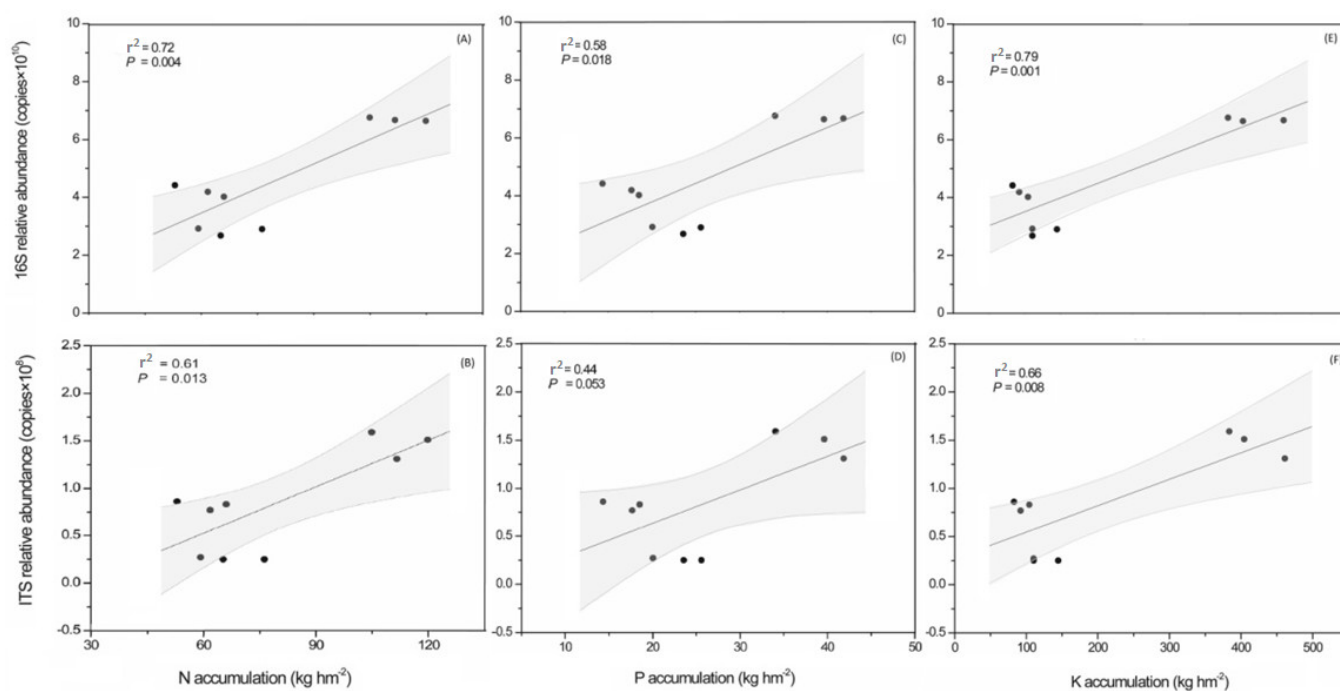 (A)
r² = 0.72
P = 0.004
10
8
6
4
2
0
16S relative abundance (copies×10¹⁰)
(C)
r² = 0.58
P = 0.018
10
8
6
4
2
0
(E)
r² = 0.79
P = 0.001
10
8
6
4
2
0
(B)
r² = 0.61
P = 0.013
2.5
2.0
1.5
1.0
0.5
0.0
-0.5
ITS relative abundance (copies×10⁸)
30 60 90 120
N accumulation (kg hm⁻²)
(D)
r² = 0.44
P = 0.053
2.5
2.0
1.5
1.0
0.5
0.0
-0.5
10 20 30 40 50
P accumulation (kg hm⁻²)
(F)
r² = 0.66
P = 0.008
2.5
2.0
1.5
1.0
0.5
0.0
-0.5
0 100 200 300 400 500
K accumulation (kg hm⁻²)